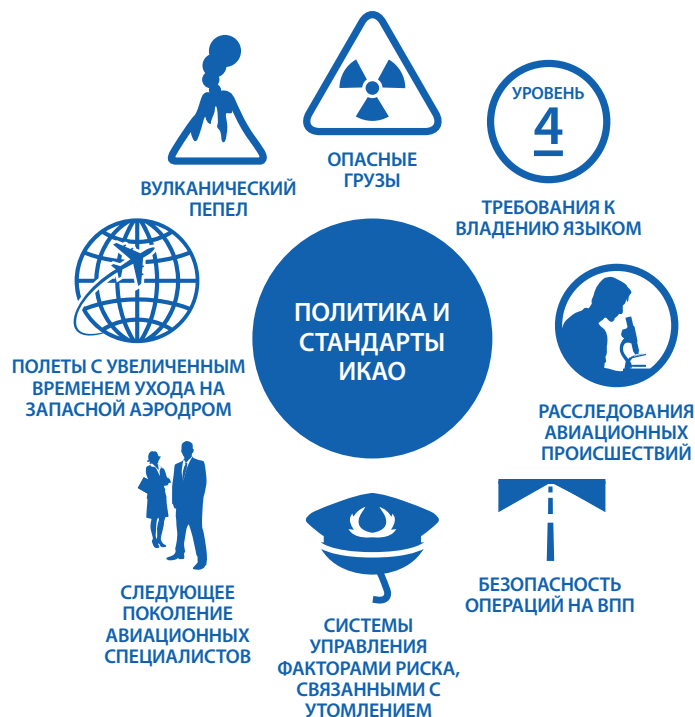 УРОВЕНЬ
4
ОПАСНЫЕ
ГРУЗЫ
ВУЛКАНИЧЕСКИЙ
ПЕПЕЛ
ТРЕБОВАНИЯ К
ВЛАДЕНИЮ ЯЗЫКОМ
ПОЛИТИКА И
СТАНДАРТЫ
ИКАО
ПОЛЕТЫ С УВЕЛИЧЕННЫМ
ВРЕМЕНЕМ УХОДА НА
ЗАПАСНОЙ АЭРОДРОМ
РАССЛЕДОВАНИЯ
АВИАЦИОННЫХ
ПРОИСШЕСТВИЙ
СЛЕДУЮЩЕЕ
ПОКОЛЕНИЕ
АВИАЦИОННЫХ
СПЕЦИАЛИСТОВ
БЕЗОПАСНОСТЬ
ОПЕРАЦИЙ НА ВПП
СИСТЕМЫ
УПРАВЛЕНИЯ
ФАКТОРАМИ РИСКА,
СВЯЗАННЫМИ С
УТОМЛЕНИЕМ